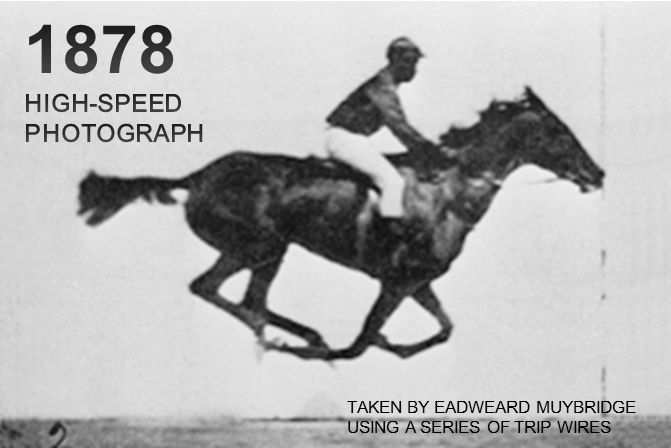 1878
HIGH-SPEED
PHOTOGRAPH
TAKEN BY EADWEARD MUYBRIDGE
USING A SERIES OF TRIP WIRES